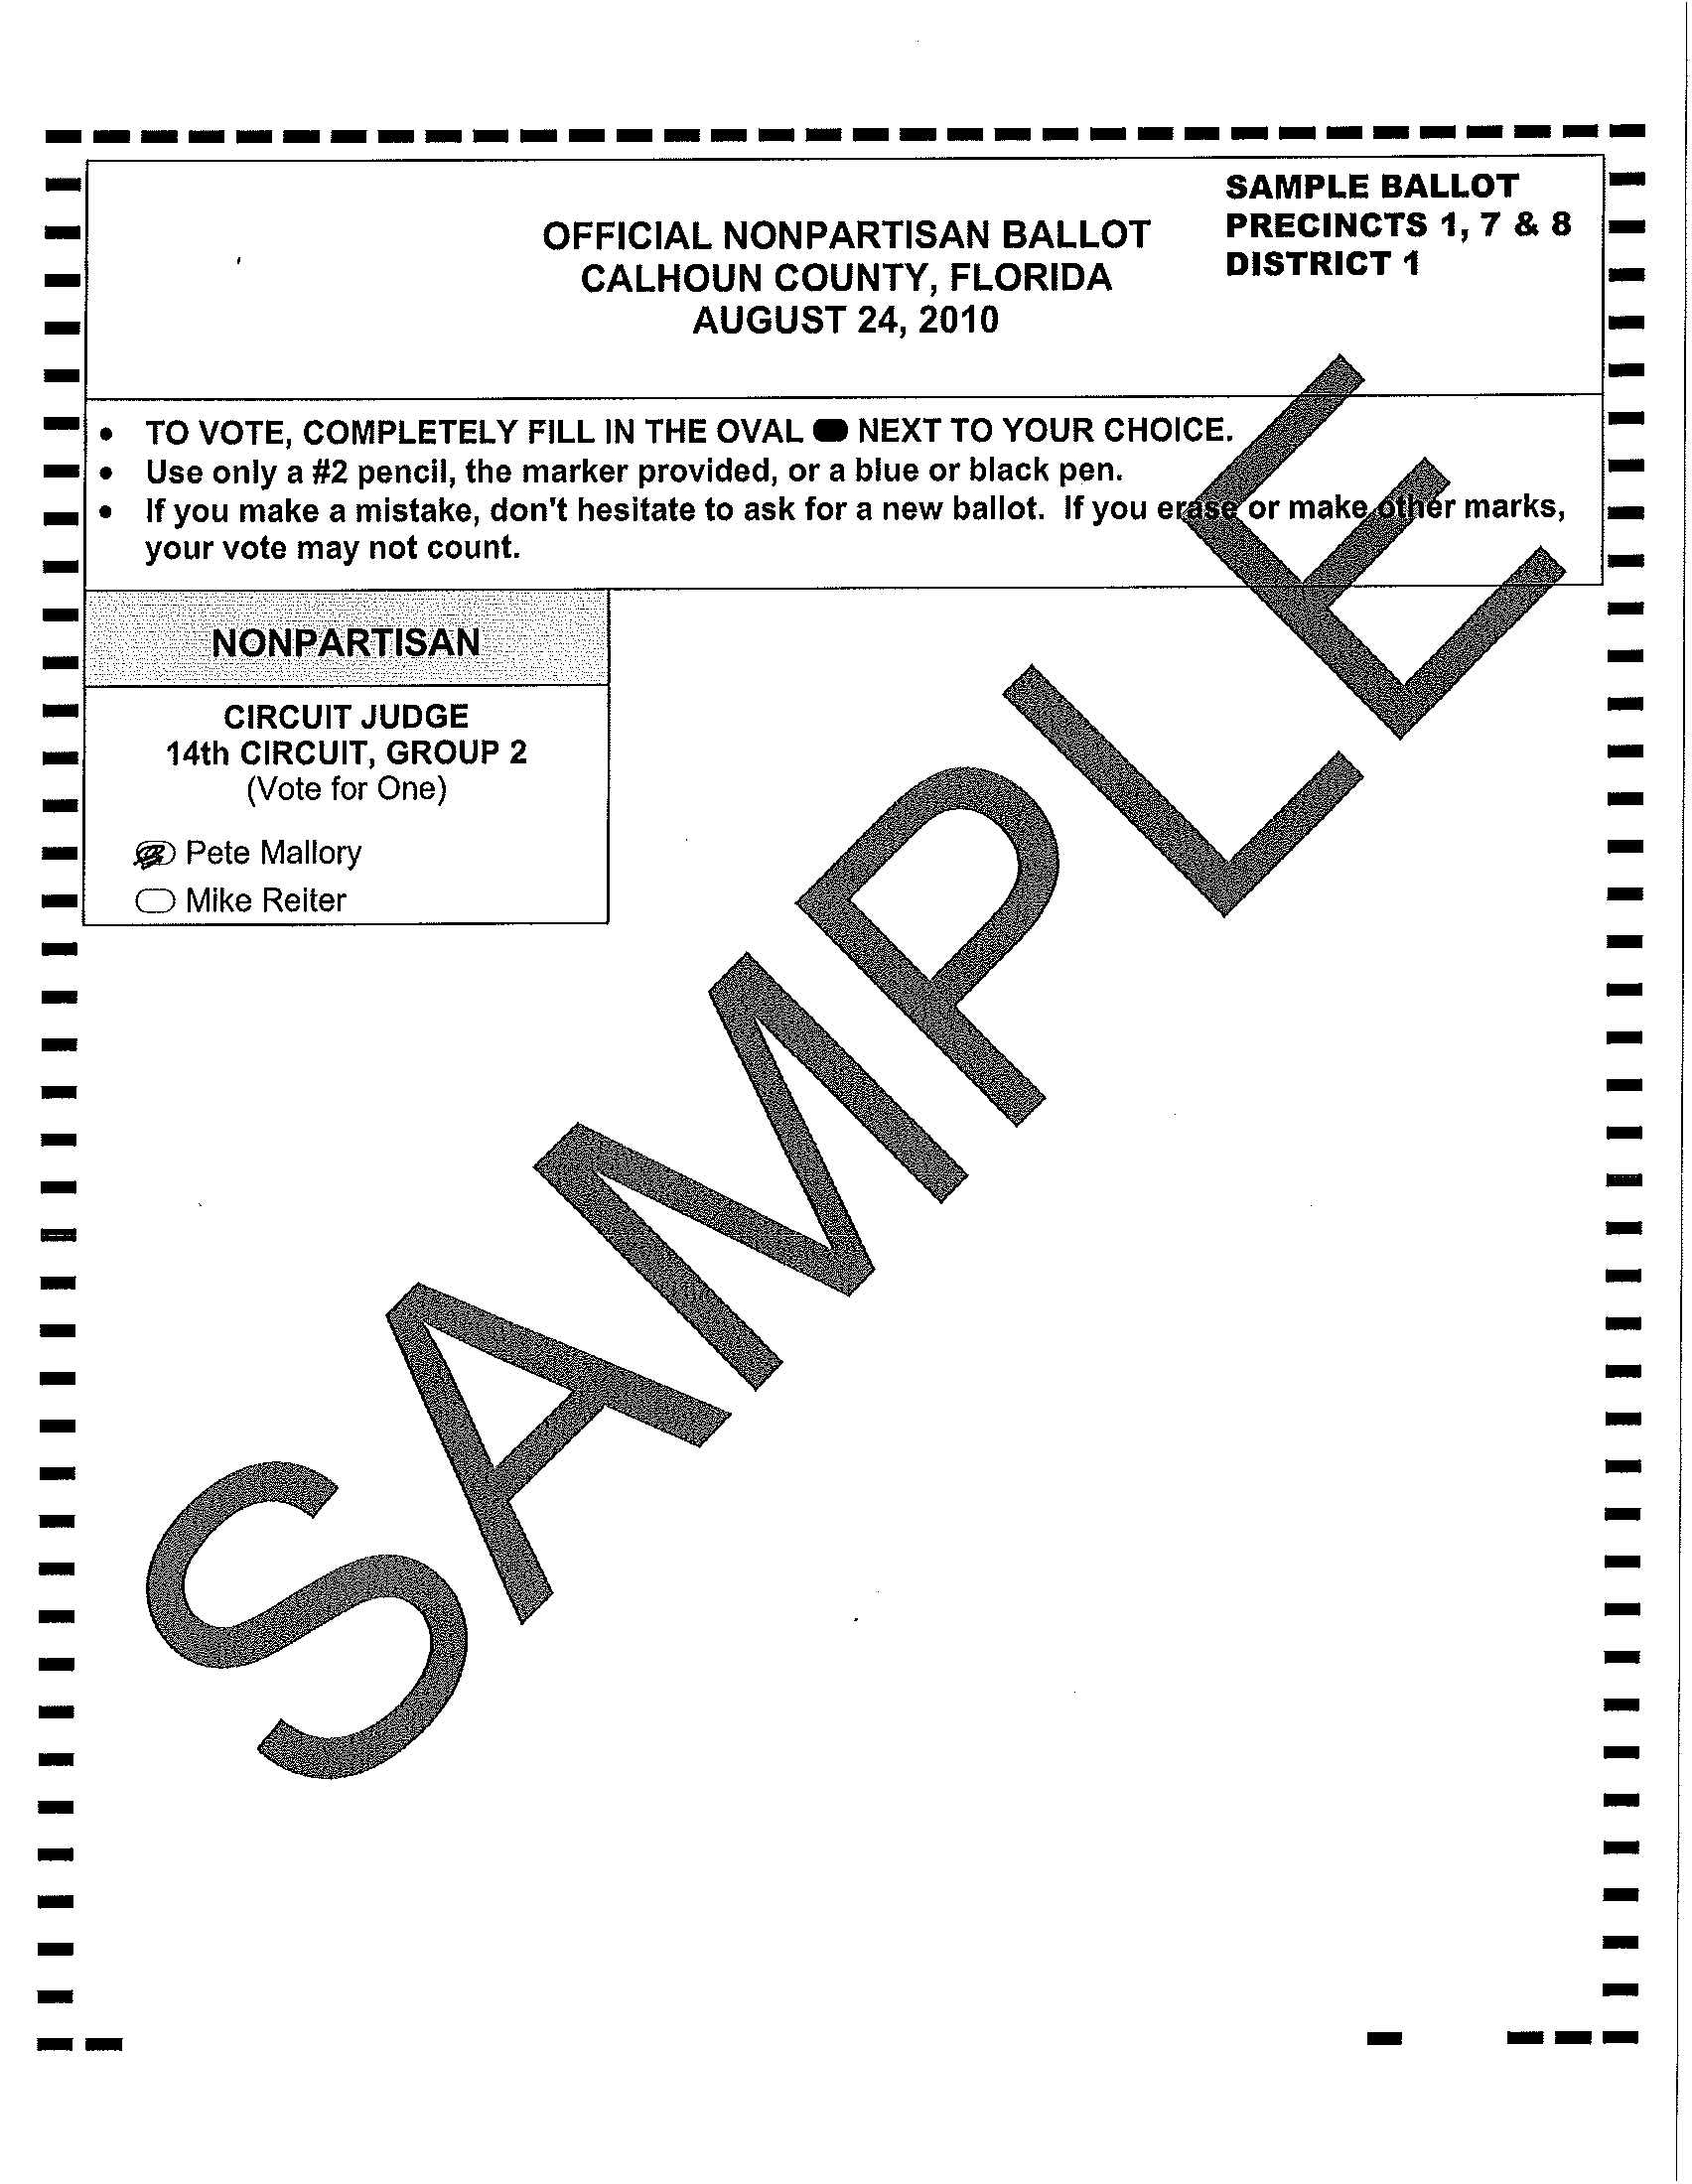 SAMPLE BALLOT
PRECINCTS 1, 7 & 8
DISTRICT 1
OFFICIAL NONPARTISAN BALLOT
CALHOUN COUNTY, FLORIDA
AUGUST 24, 2010
• TO VOTE, COMPLETELY FILL IN THE OVAL NEXT TO YOUR CHOICE.
• Use only a #2 pencil, the marker provided, or a blue or black pen.
• If you make a mistake, don't hesitate to ask for a new ballot. If you erase or make other marks,
your vote may not count.
NONPARTISAN
CIRCUIT JUDGE
14th CIRCUIT, GROUP 2
(Vote for One)
Pete Mallory
Mike Reiter
SAMPLE